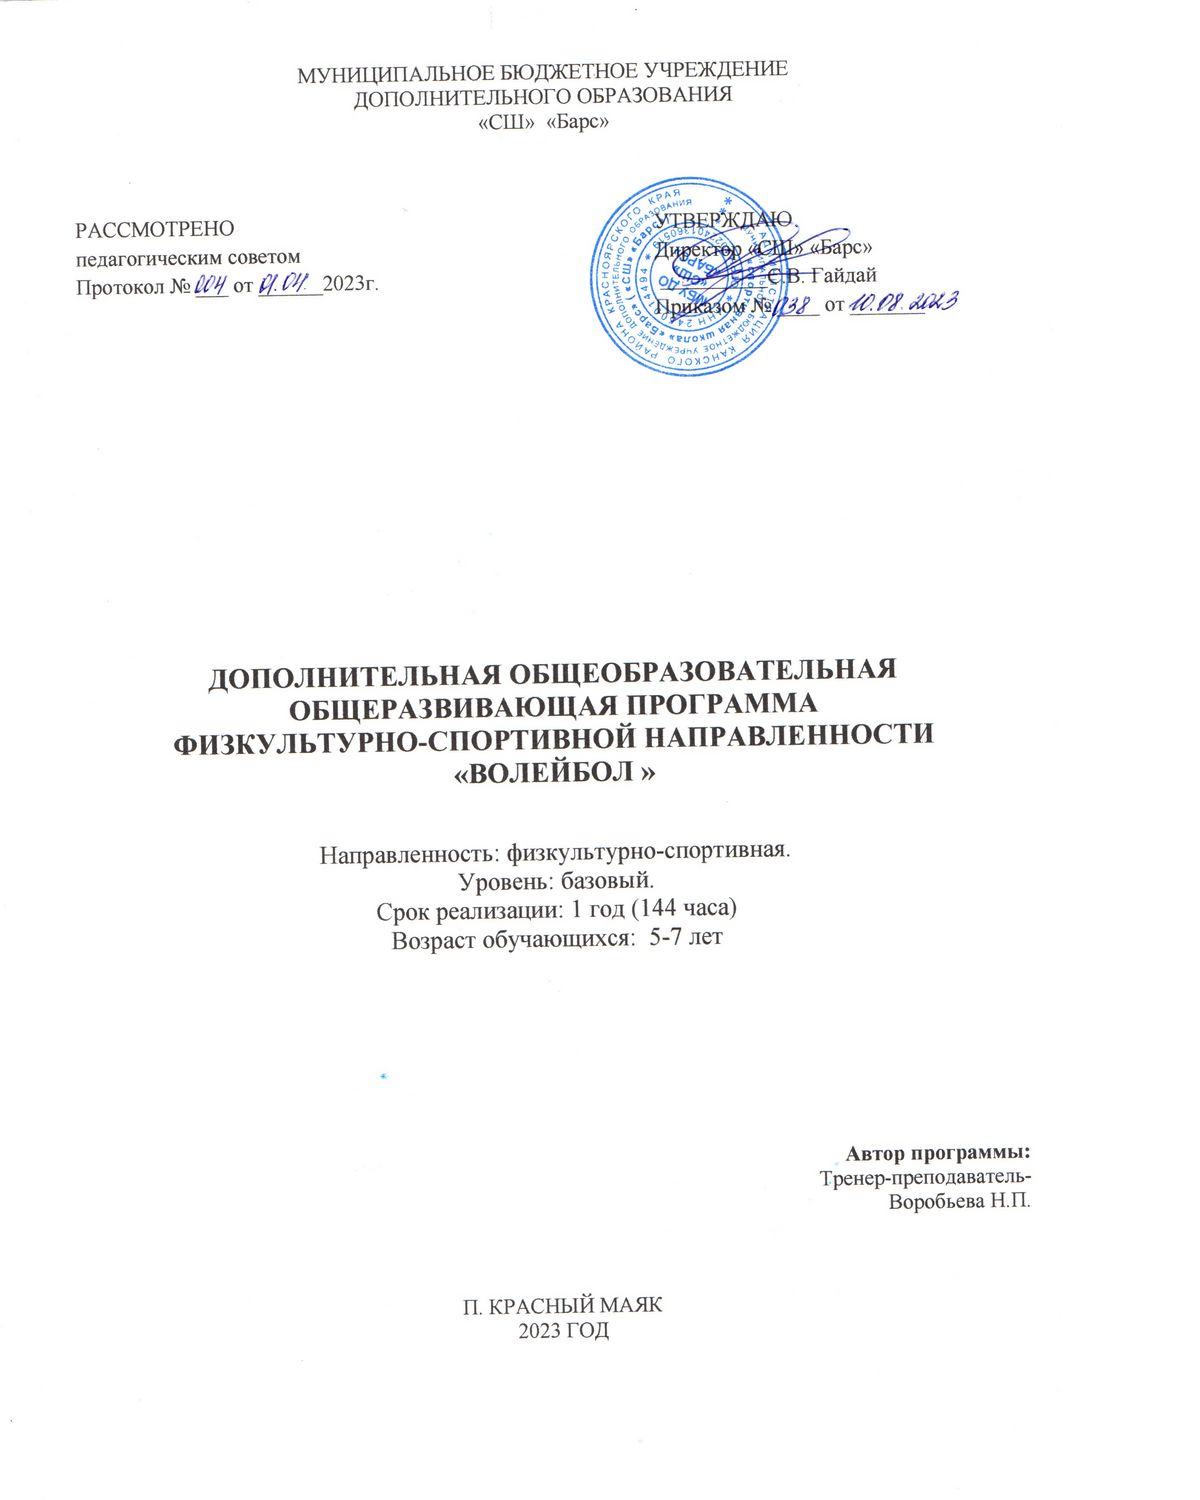 МУНИЦИПАЛЬНОЕ БЮДЖЕТНОЕ УЧРЕЖДЕНИЕ
ДОПОЛНИТЕЛЬНОГО ОБРАЗОВАНИЯ
«СШ» «Барс»
РАССМОТРЕНО
педагогическим советом
Протокол № 004 от 01.04. 2023г.
УТВЕРЖДАЮ
Директор «СШ» «Барс»
С.В. Гайдай
Приказом № 038 от 10.08.2023
ДОПОЛНИТЕЛЬНАЯ ОБЩЕОБРАЗОВАТЕЛЬНАЯ
ОБЩЕРАЗВИВАЮЩАЯ ПРОГРАММА
ФИЗКУЛЬТУРНО-СПОРТИВНОЙ НАПРАВЛЕННОСТИ
«ВОЛЕЙБОЛ »
Направленность: физкультурно-спортивная.
Уровень: базовый.
Срок реализации: 1 год (144 часа)
Возраст обучающихся: 5-7 лет
Автор программы:
Тренер-преподаватель-
Воробьева Н.П.
П. КРАСНЫЙ МАЯК
2023 ГОД